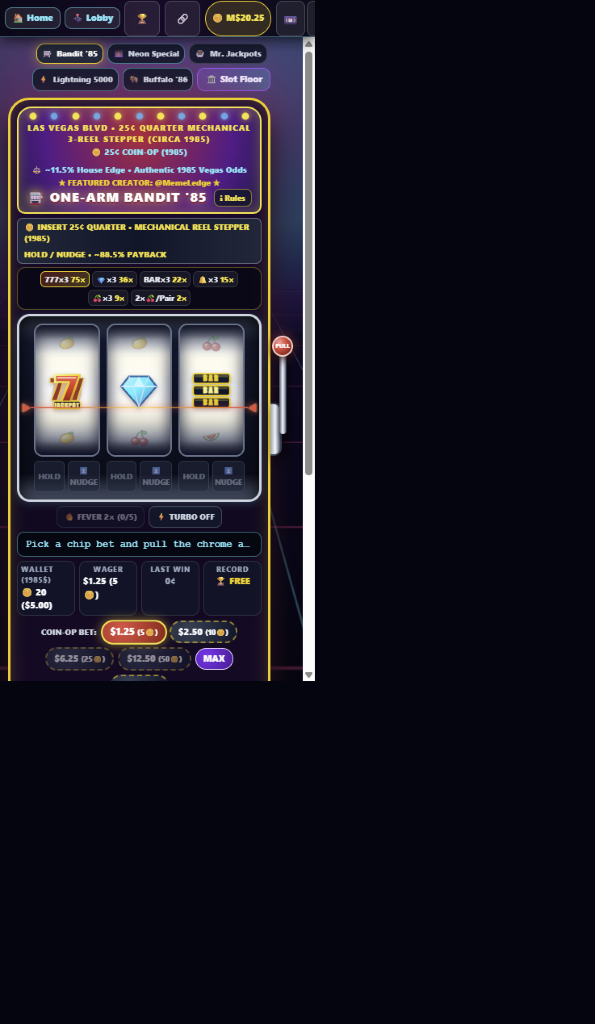 Home
Lobby
M$20.25
Bandit '85
Neon Special
Mr. Jackpots
Lightning 5000
Buffalo '86
Slot Floor
LAS VEGAS BLVD • 25¢ QUARTER MECHANICAL
3-REEL STEPPER (CIRCA 1985)
25¢ COIN-OP (1985)
~11.5% House Edge • Authentic 1985 Vegas Odds
★ FEATURED CREATOR: @MemeLedge ★
ONE-ARM BANDIT '85
Rules
INSERT 25¢ QUARTER • MECHANICAL REEL STEPPER
(1985)
HOLD / NUDGE • ~88.5% PAYBACK
777x3 75x
x3 36x
BARx3 22x
x3 15x
x3 9x
2x /Pair 2x
PULL
JACKPOT
BAR
BAR
BAR
HOLD
NUDGE
HOLD
NUDGE
HOLD
NUDGE
FEVER 2x (0/5)
TURBO OFF
Pick a chip bet and pull the chrome a…
WALLET
(1985$)
20
($5.00)
WAGER
$1.25 (5
)
LAST WIN
0¢
RECORD
FREE
COIN-OP BET:
$1.25 (5 )
$2.50 (10 )
$6.25 (25 )
$12.50 (50 )
MAX